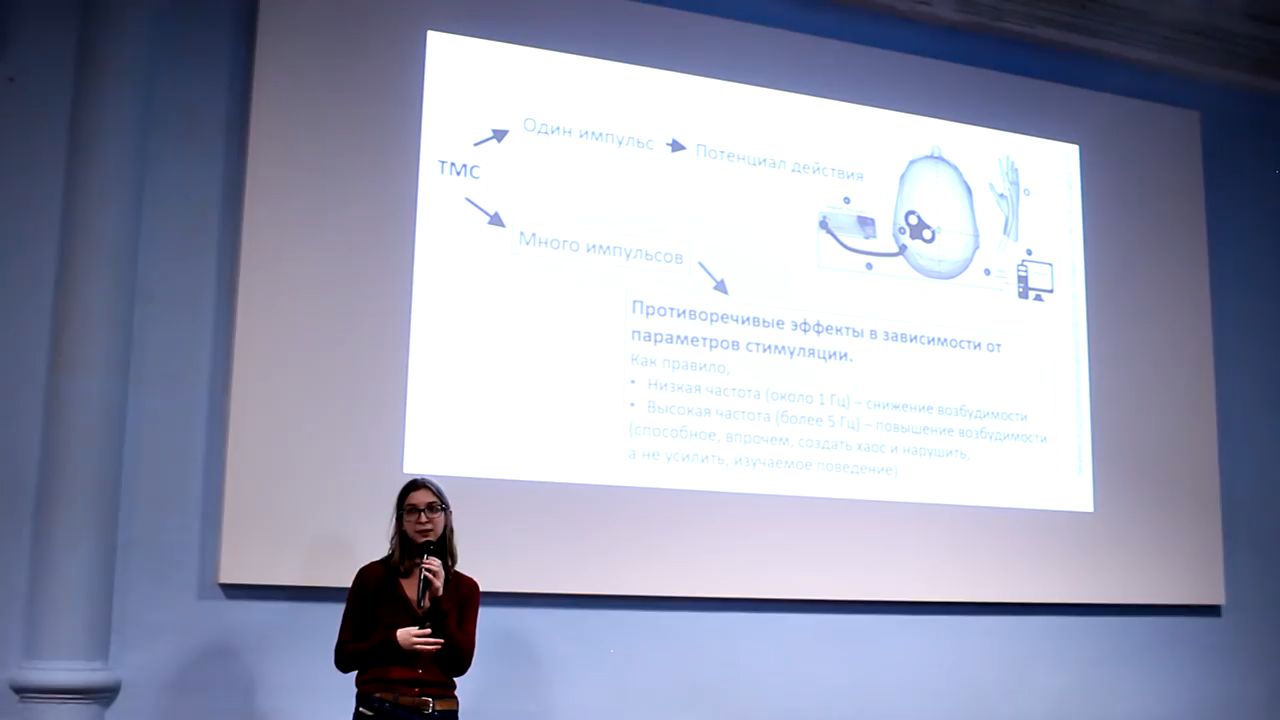 Один импульс
Потенциал действия
ТМС
Много импульсов
Противоречивые эффекты в зависимости от
параметров стимуляции.
Как правило,
• Низкая частота (около 1 Гц) – снижение возбудимости
• Высокая частота (более 5 Гц) – повышение возбудимости
(способное, впрочем, создать хаос и нарушить,
а не усилить, изучаемое поведение)